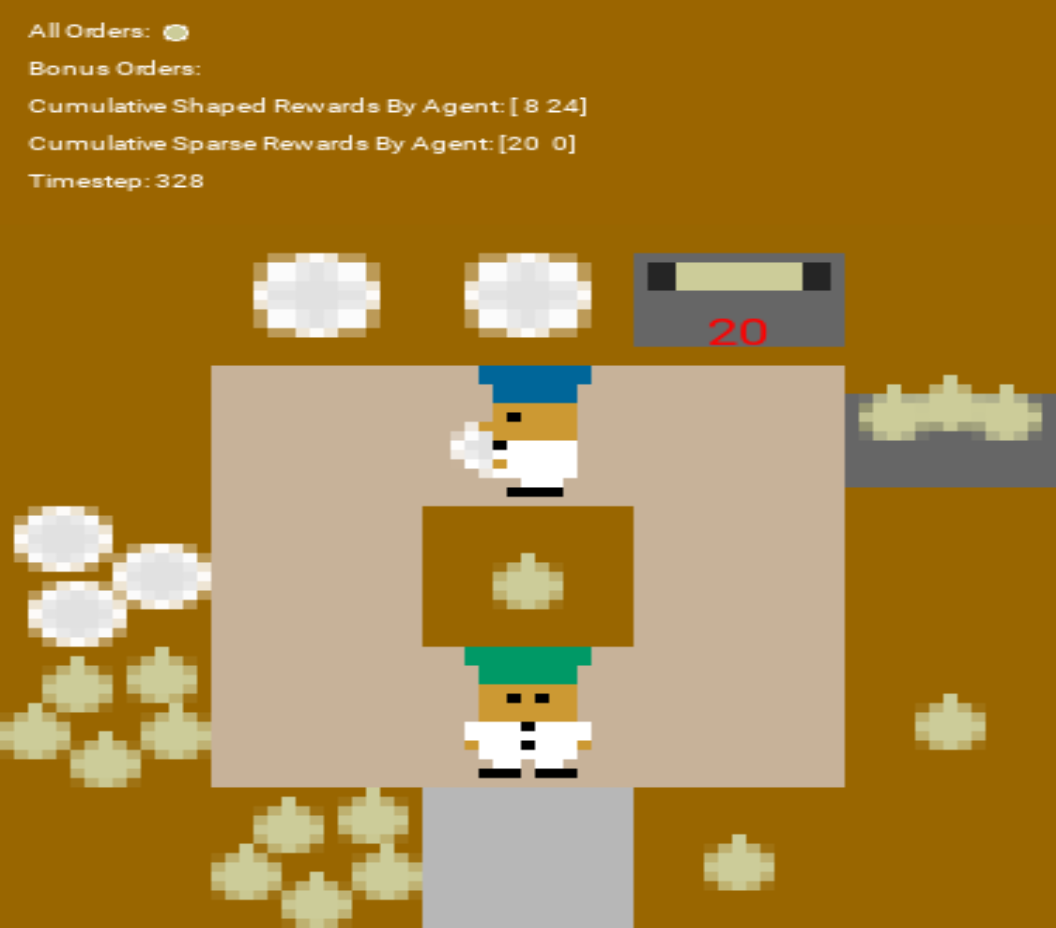 All Orders:
Bonus Orders:
Cumulative Shaped Rewards By Agent: [ 8 24]
Cumulative Sparse Rewards By Agent: [20  0]
Timestep: 328
20